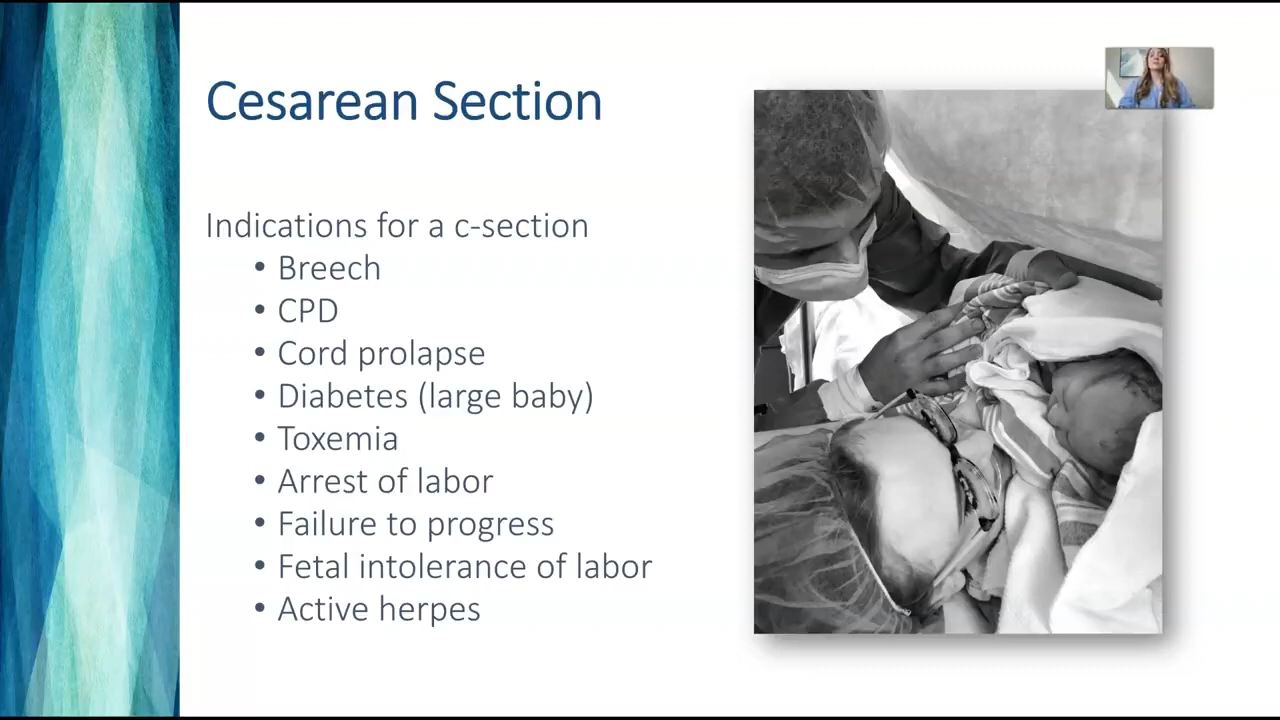 Cesarean Section
Indications for a c-section
• Breech
• CPD
• Cord prolapse
• Diabetes (large baby)
• Toxemia
• Arrest of labor
• Failure to progress
• Fetal intolerance of labor
• Active herpes